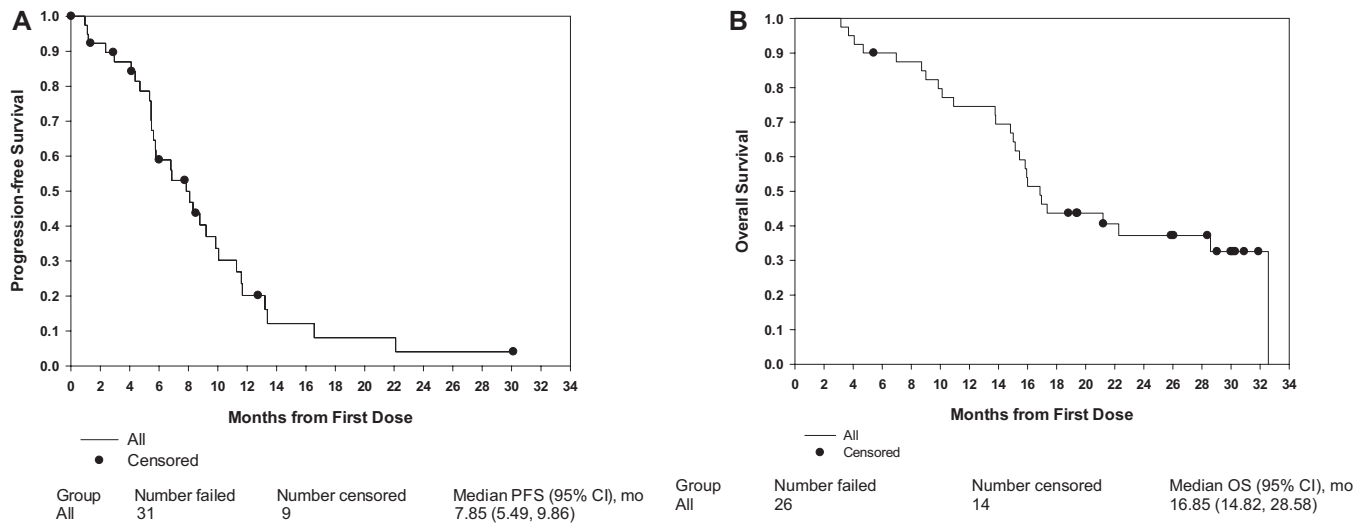 A
1.0
0.9
0.8
0.7
0.6
0.5
0.4
0.3
0.2
0.1
0.0
Progression-free Survival
0 2 4 6 8 10 12 14 16 18 20 22 24 26 28 30 32 34
Months from First Dose
All
Censored
Group Number failed Number censored Median PFS (95% CI), mo
All 31 9 7.85 (5.49, 9.86)
B
1.0
0.9
0.8
0.7
0.6
0.5
0.4
0.3
0.2
0.1
0.0
Overall Survival
0 2 4 6 8 10 12 14 16 18 20 22 24 26 28 30 32 34
Months from First Dose
All
Censored
Group Number failed Number censored Median OS (95% CI), mo
All 26 14 16.85 (14.82, 28.58)